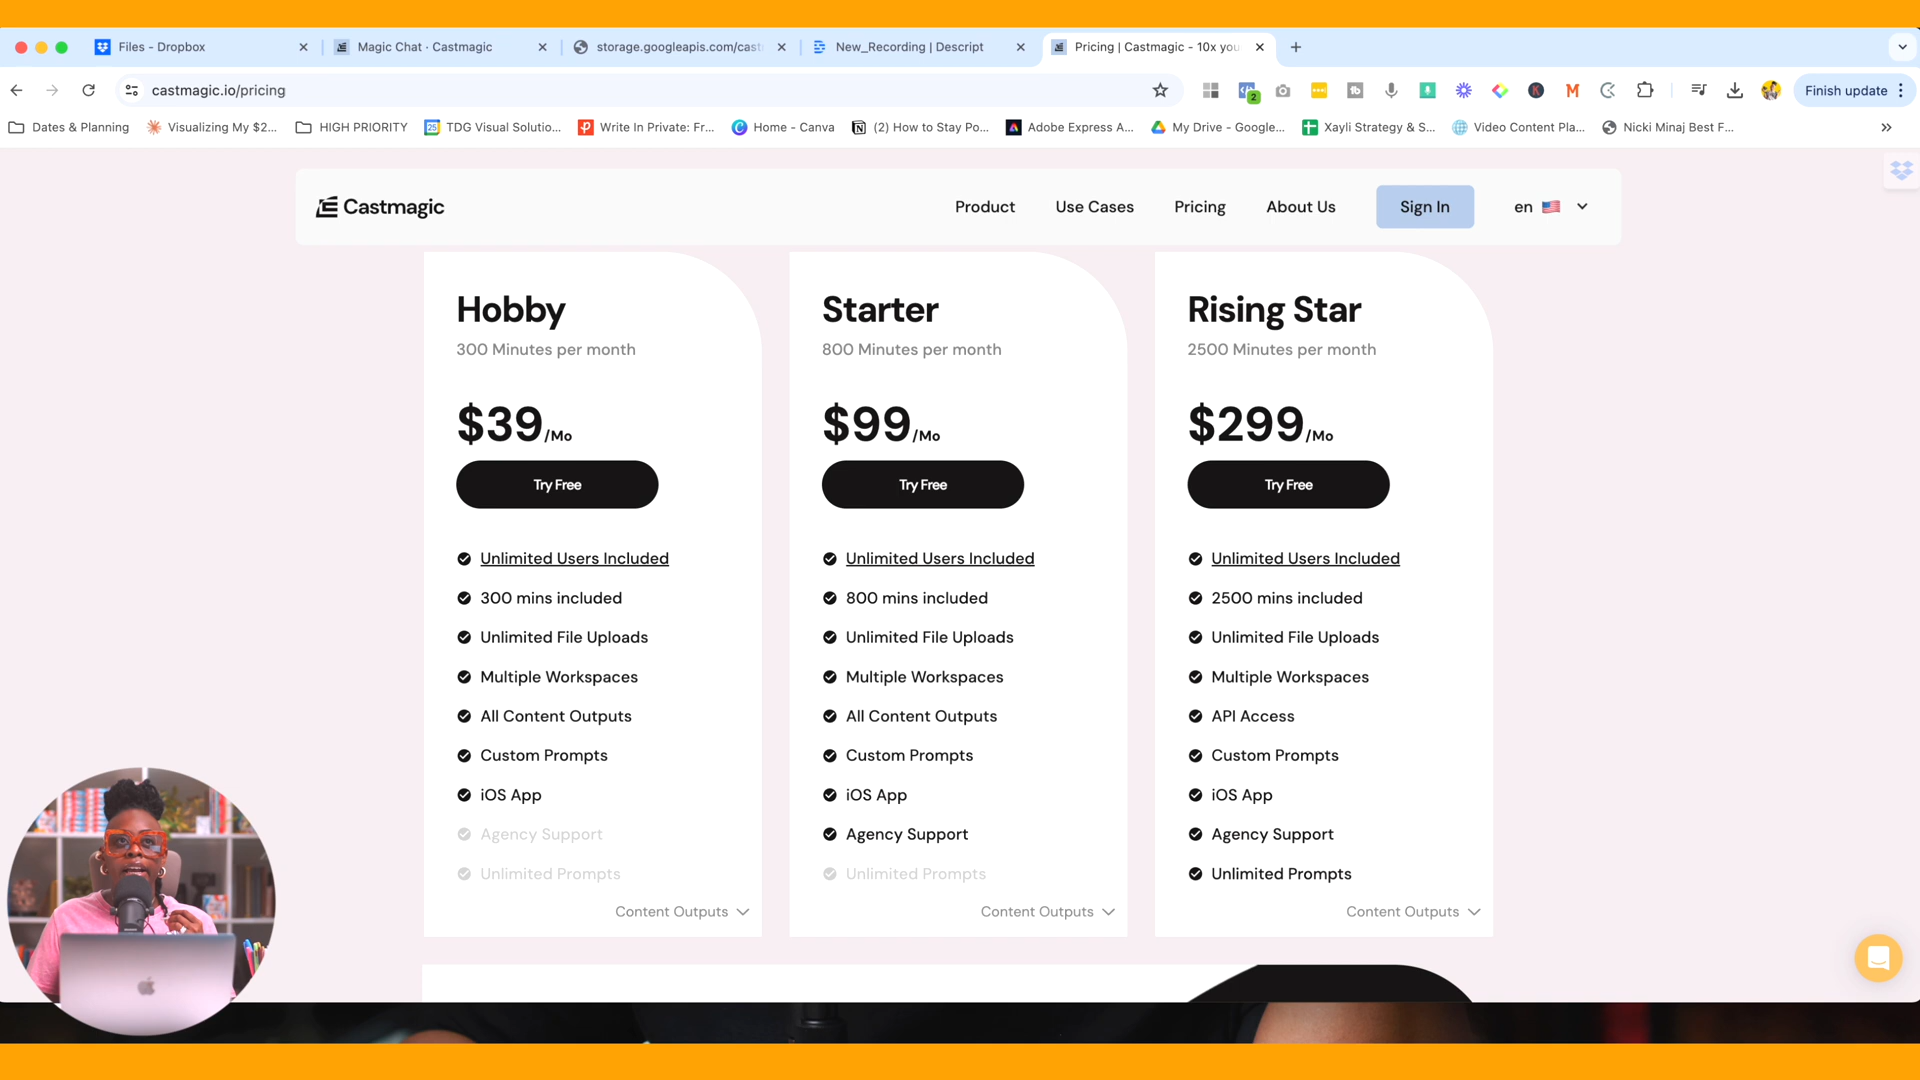 Files - Dropbox
Magic Chat · Castmagic
storage.googleapis.com/cast
New_Recording | Descript
Pricing | Castmagic - 10x you
castmagic.io/pricing
2
Finish update
Dates & Planning
Visualizing My $2...
HIGH PRIORITY
TDG Visual Solutio...
Write In Private: Fr...
Home - Canva
(2) How to Stay Po...
Adobe Express A...
My Drive - Google...
Xayli Strategy & S...
Video Content Pla...
Nicki Minaj Best F...
Castmagic
Product
Use Cases
Pricing
About Us
Sign In
en
Hobby
300 Minutes per month
$39/Mo
Try Free
Unlimited Users Included
300 mins included
Unlimited File Uploads
Multiple Workspaces
All Content Outputs
Custom Prompts
iOS App
Agency Support
Unlimited Prompts
Content Outputs
Starter
800 Minutes per month
$99/Mo
Try Free
Unlimited Users Included
800 mins included
Unlimited File Uploads
Multiple Workspaces
All Content Outputs
Custom Prompts
iOS App
Agency Support
Unlimited Prompts
Content Outputs
Rising Star
2500 Minutes per month
$299/Mo
Try Free
Unlimited Users Included
2500 mins included
Unlimited File Uploads
Multiple Workspaces
API Access
Custom Prompts
iOS App
Agency Support
Unlimited Prompts
Content Outputs